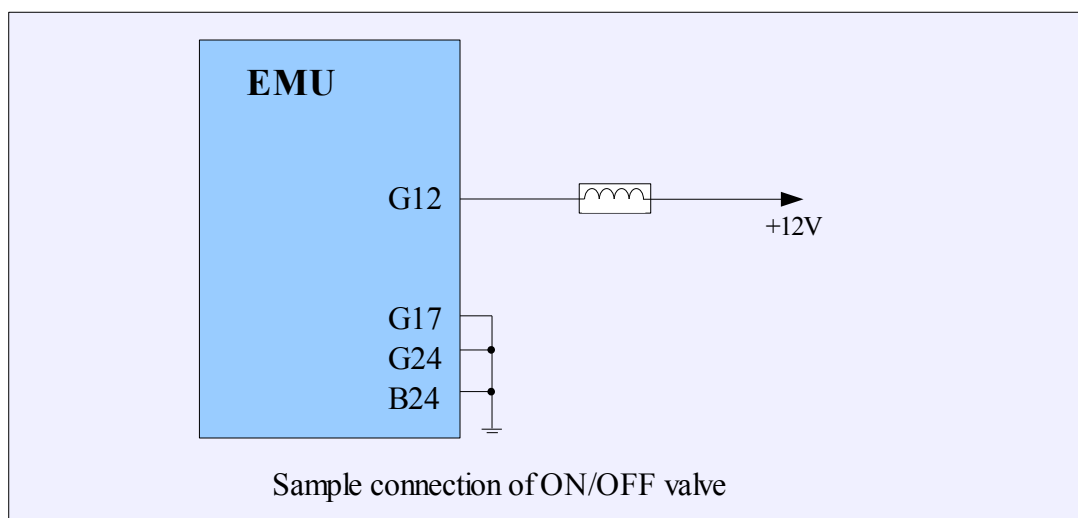 EMU
G12
+12V
G17
G24
B24
Sample connection of ON/OFF valve